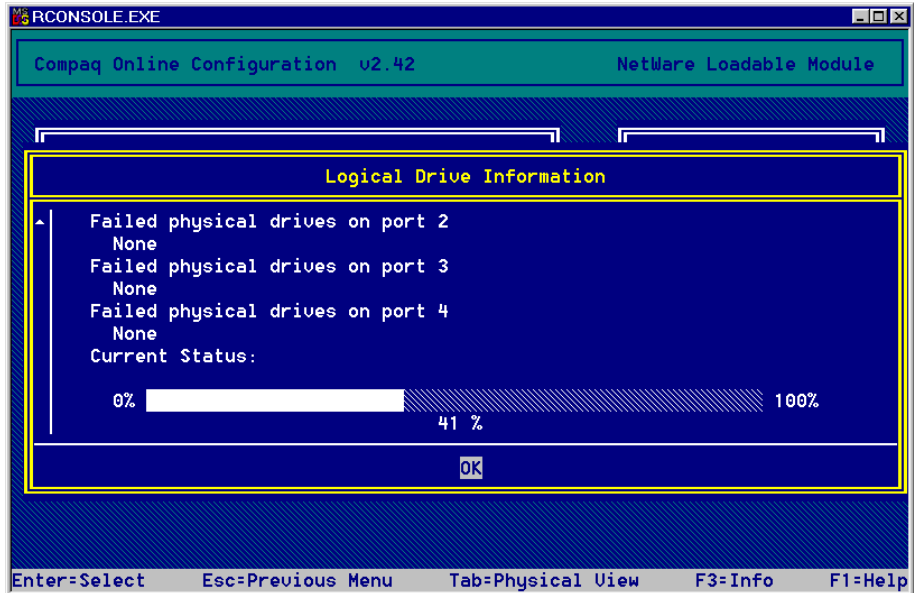 RCONSOLE.EXE
Compaq Online Configuration v2.42 NetWare Loadable Module
Logical Drive Information
Failed physical drives on port 2
None
Failed physical drives on port 3
None
Failed physical drives on port 4
None
Current Status:
0% 100%
41 %
OK
Enter=Select Esc=Previous Menu Tab=Physical View F3=Info F1=Help